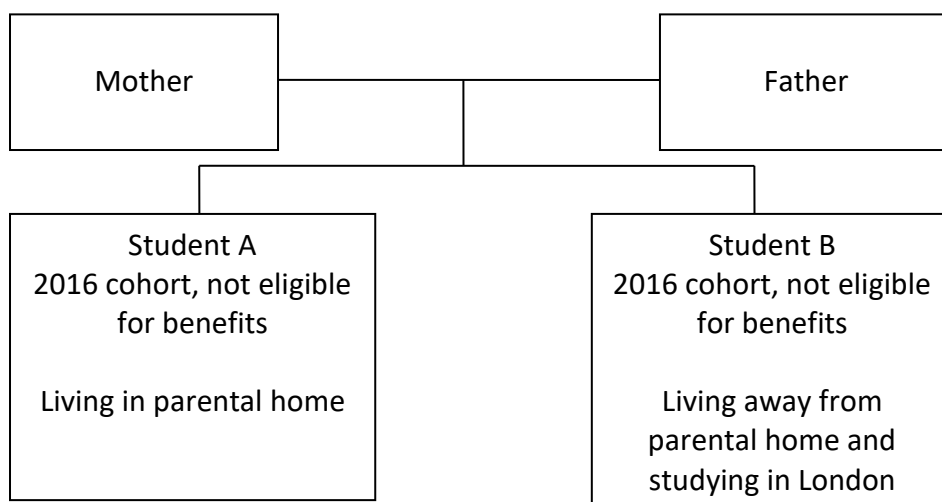 Mother
Father
Student A
2016 cohort, not eligible
for benefits
Living in parental home
Student B
2016 cohort, not eligible
for benefits
Living away from
parental home and
studying in London